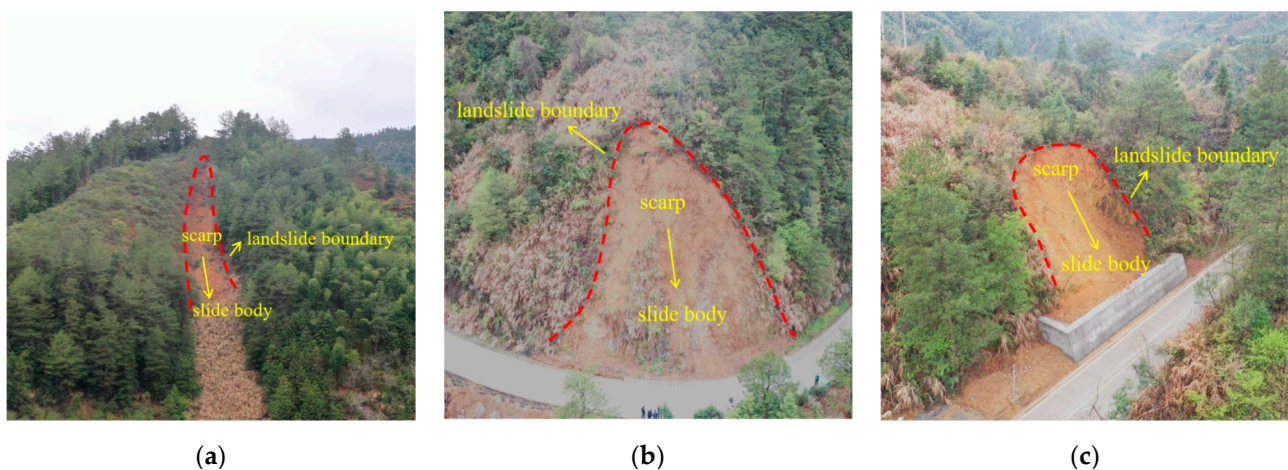 scarp
landslide boundary
slide body
(a)
landslide boundary
scarp
slide body
(b)
scarp
landslide boundary
slide body
(c)